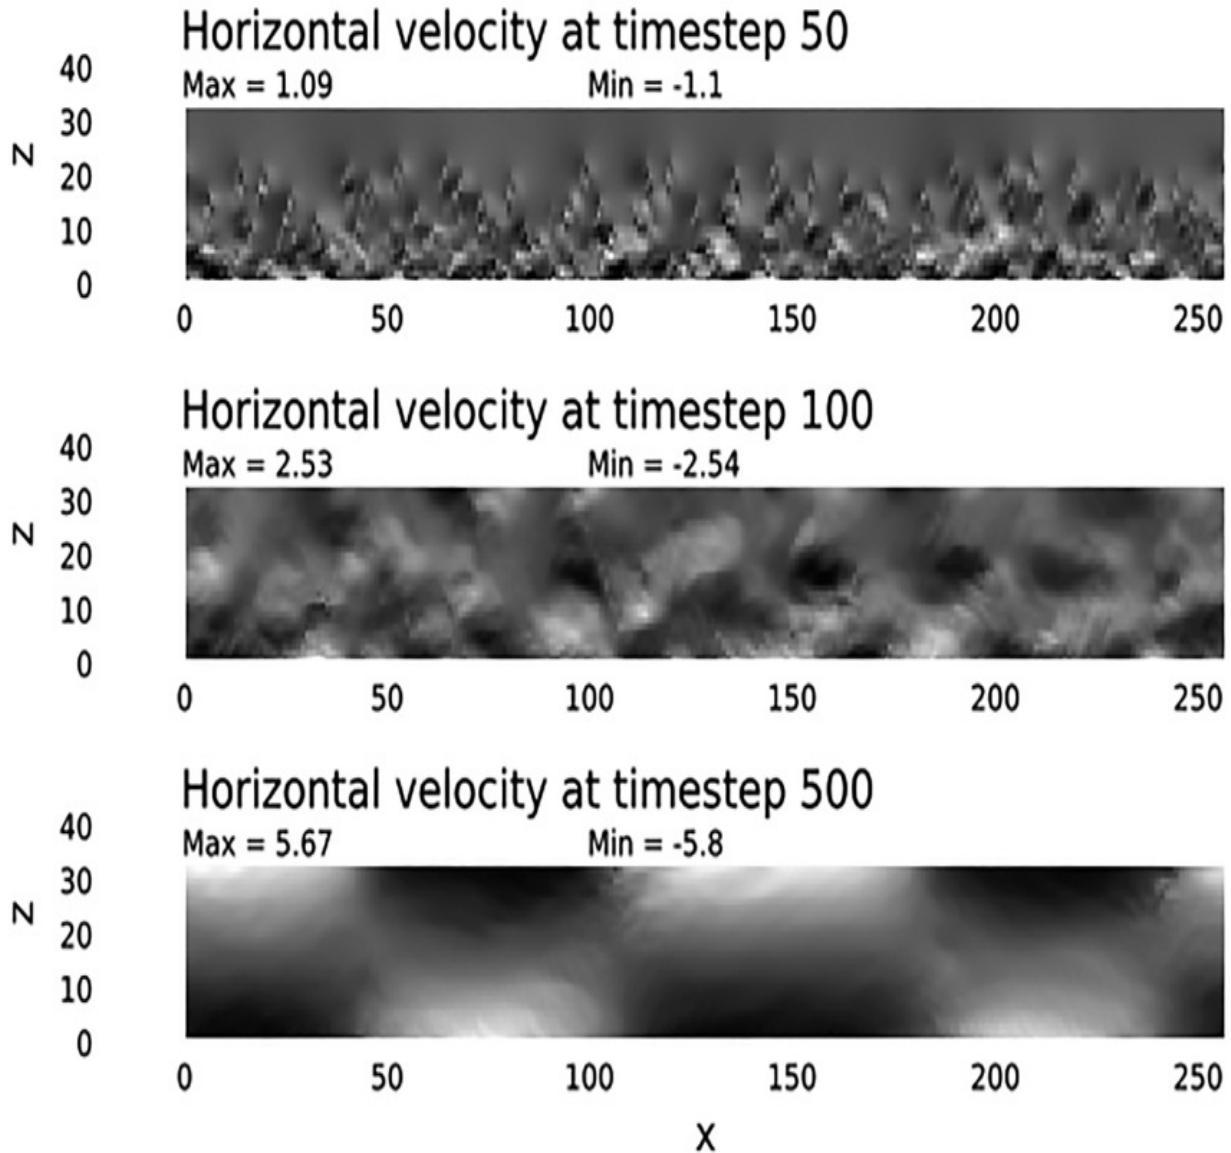 Horizontal velocity at timestep 50
Max = 1.09 Min = -1.1
40
30
20
10
0
z
0 50 100 150 200 250
Horizontal velocity at timestep 100
Max = 2.53 Min = -2.54
40
30
20
10
0
z
0 50 100 150 200 250
Horizontal velocity at timestep 500
Max = 5.67 Min = -5.8
40
30
20
10
0
z
0 50 100 150 200 250
x